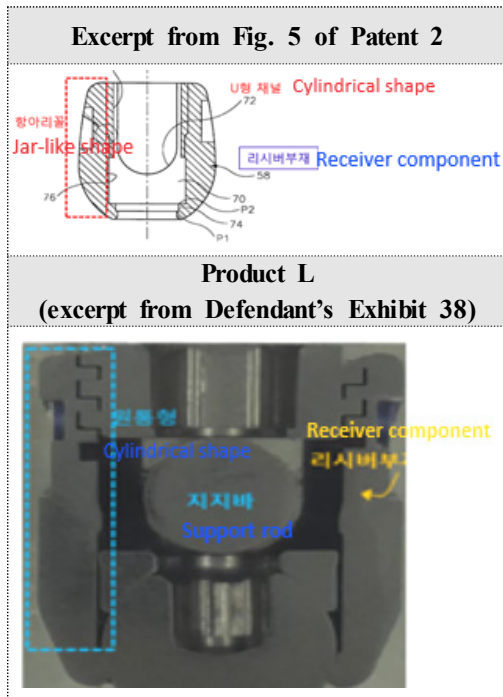 Excerpt from Fig. 5 of Patent 2
U형 채널 Cylindrical shape
72
항아리꼴
Jar-like shape
리시버부재 Receiver component
58
76
70
P2
74
P1
Product L
(excerpt from Defendant's Exhibit 38)
원통형
Cylindrical shape
Receiver component
리시버부재
지지바
Support rod